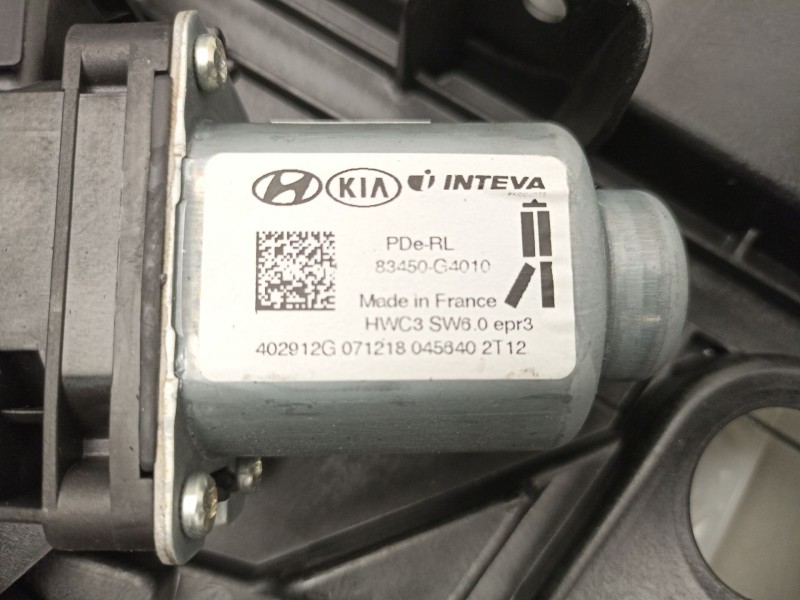 KIA INTEVA
PDe-RL
83450-G4010
Made in France
HWC3 SW6.0 epr3
402912G 071218 045640 2T12